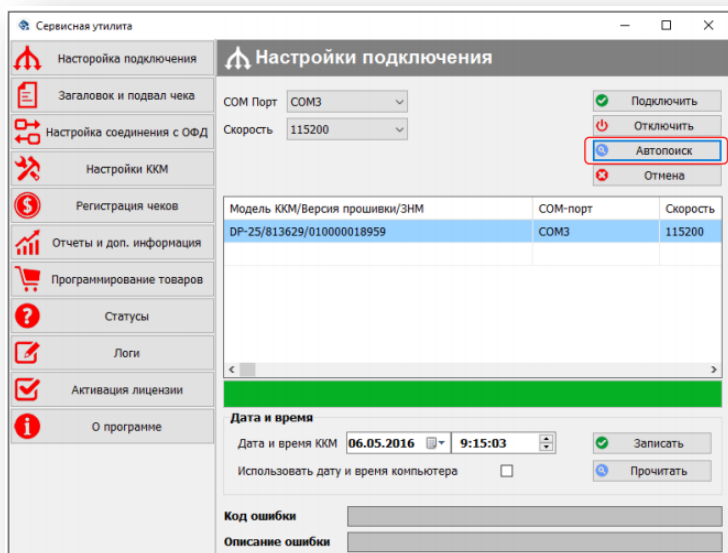 Сервисная утилита
Насторойка подключения
Заголовок и подвал чека
Настройка соединения с ОФД
Настройки ККМ
Регистрация чеков
Отчеты и доп. информация
Программирование товаров
Статусы
Логи
Активация лицензии
О программе
Настройки подключения
COM Порт COM3
Скорость 115200
Подключить
Отключить
Автопоиск
Отмена
Модель ККМ/Версия прошивки/ЗНМ COM-порт Скорость
DP-25/813629/010000018959 COM3 115200
Дата и время
Дата и время ККМ 06.05.2016 9:15:03 Записать
Использовать дату и время компьютера Прочитать
Код ошибки
Описание ошибки